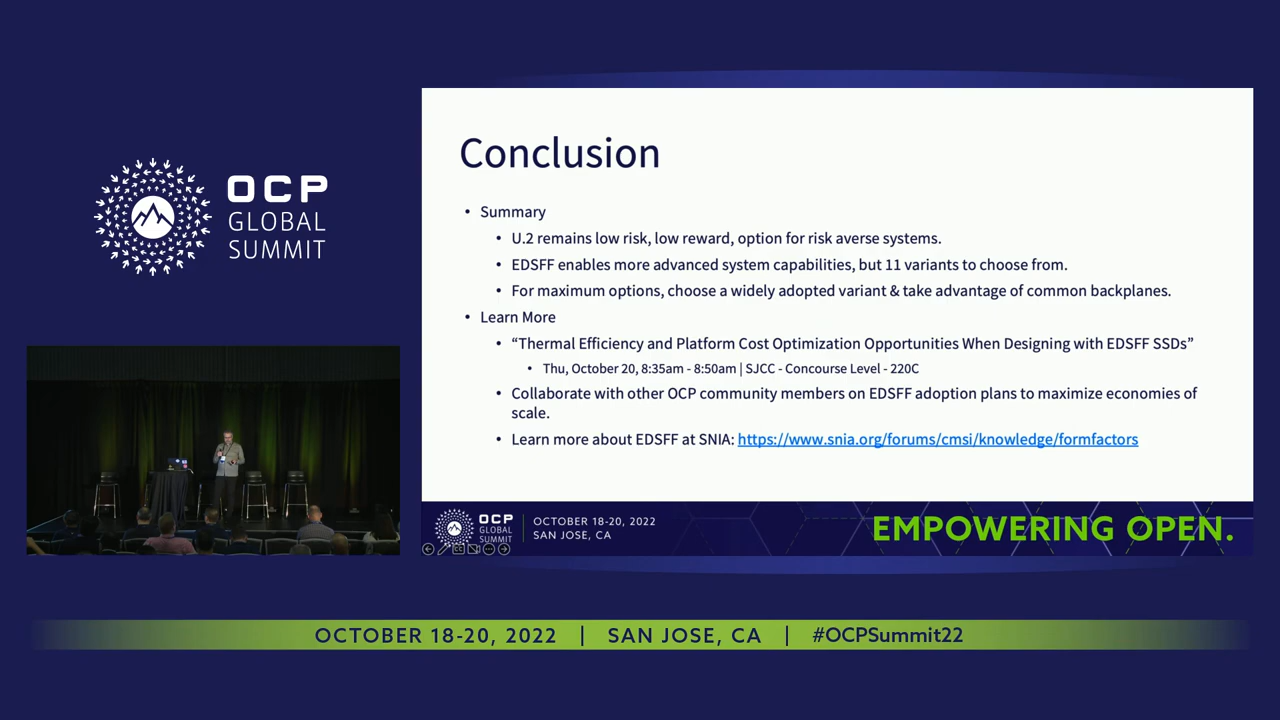 OCP
GLOBAL
SUMMIT
Conclusion
• Summary
• U.2 remains low risk, low reward, option for risk averse systems.
• EDSFF enables more advanced system capabilities, but 11 variants to choose from.
• For maximum options, choose a widely adopted variant & take advantage of common backplanes.
• Learn More
• “Thermal Efficiency and Platform Cost Optimization Opportunities When Designing with EDSFF SSDs”
• Thu, October 20, 8:35am - 8:50am | SJCC - Concourse Level - 220C
• Collaborate with other OCP community members on EDSFF adoption plans to maximize economies of
scale.
• Learn more about EDSFF at SNIA: https://www.snia.org/forums/cmsi/knowledge/formfactors
OCP
GLOBAL
SUMMIT
OCTOBER 18-20, 2022
SAN JOSE, CA
EMPOWERING OPEN.
OCTOBER 18-20, 2022 | SAN JOSE, CA | #OCPSummit22